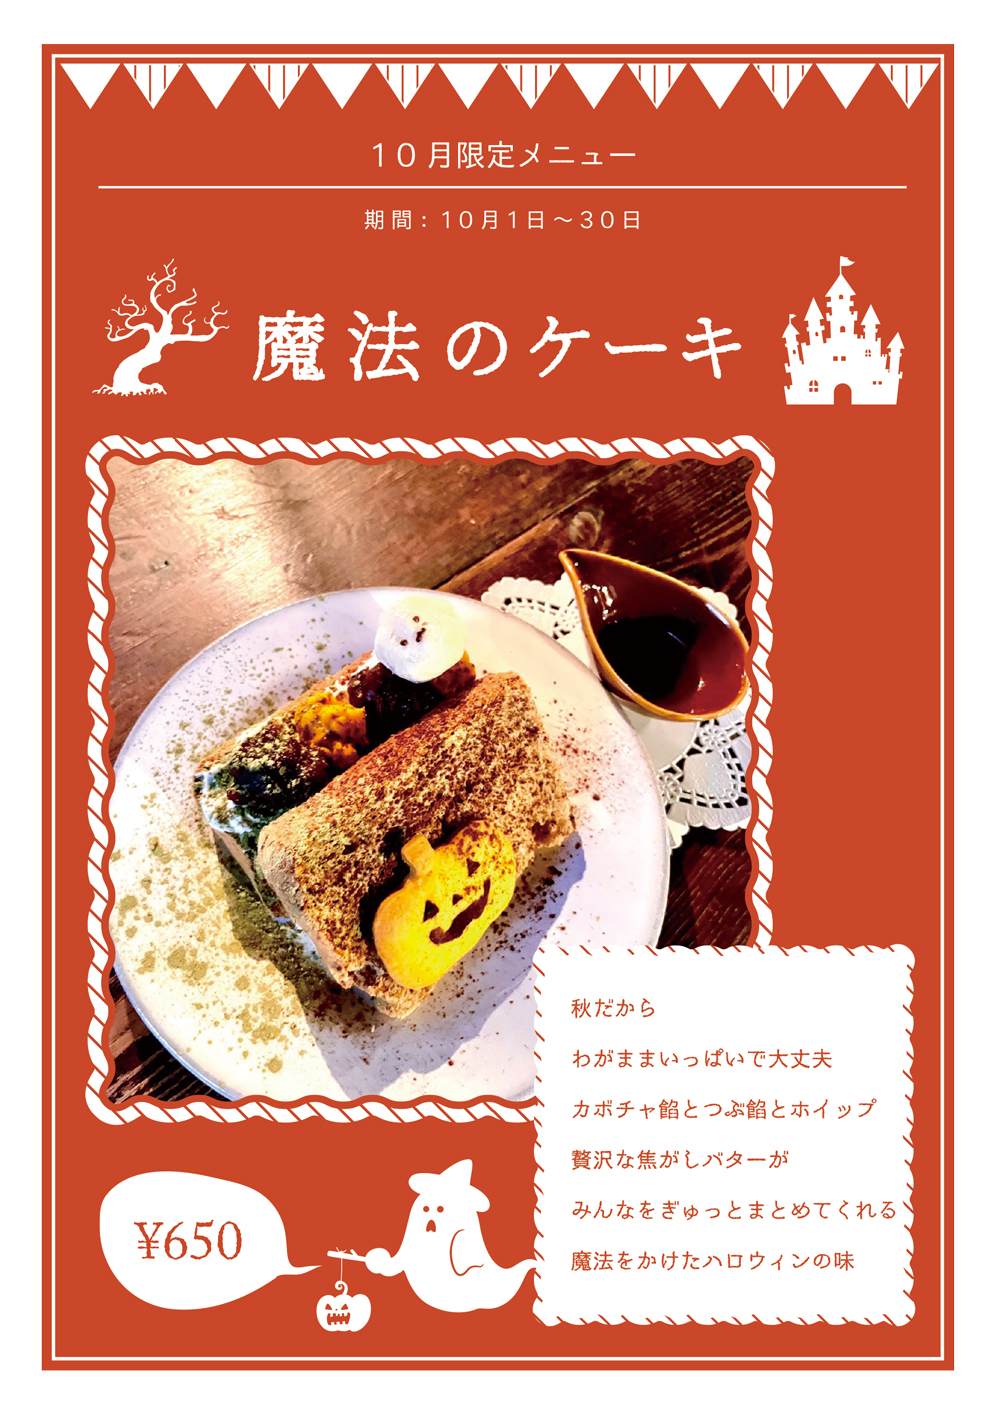 10月限定メニュー
期間：10月1日～30日
魔法のケーキ
秋だから
わがままいっぱいで大丈夫
カボチャ餡とつぶ餡とホイップ
贅沢な焦がしバターが
みんなをぎゅっとまとめてくれる
魔法をかけたハロウィンの味
¥650